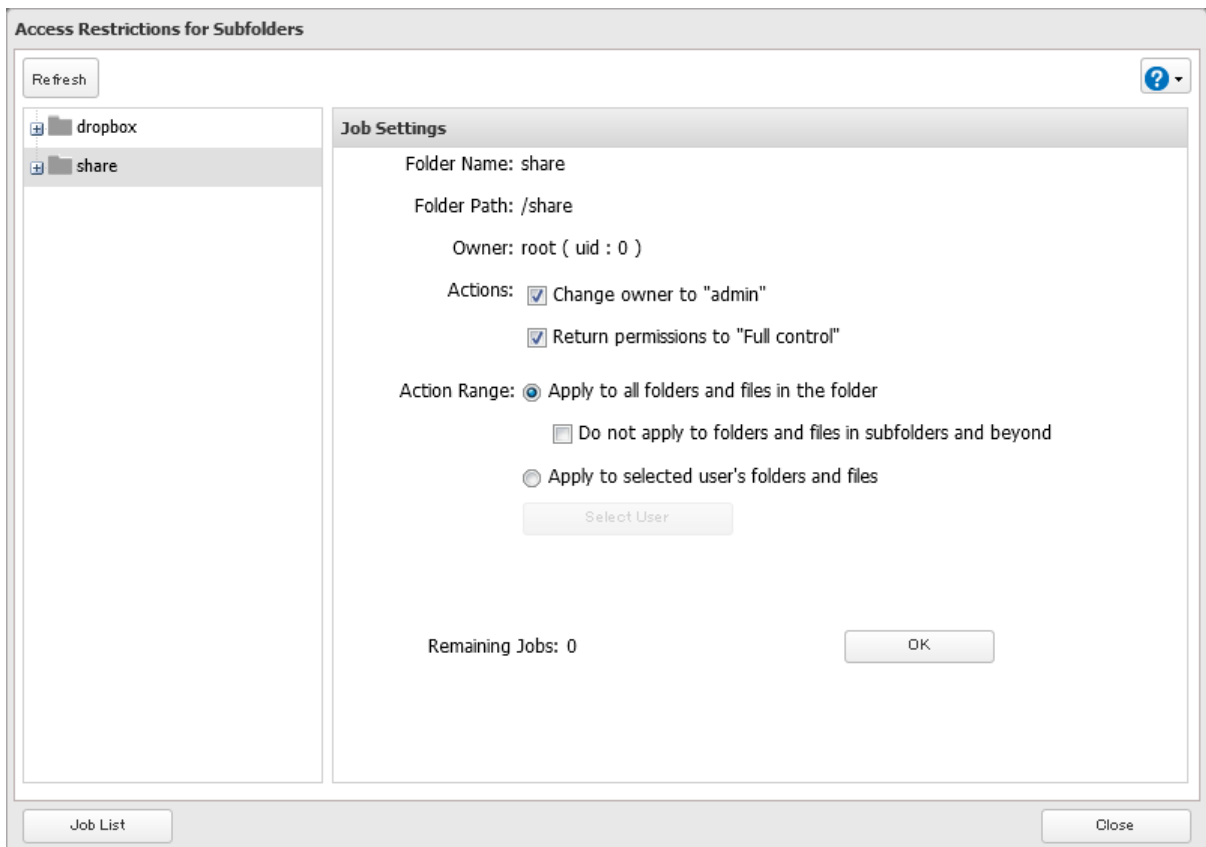 Access Restrictions for Subfolders
Refresh
?
dropbox
share
Job Settings
Folder Name: share
Folder Path: /share
Owner: root ( uid : 0 )
Actions: Change owner to "admin"
Return permissions to "Full control"
Action Range: Apply to all folders and files in the folder
Do not apply to folders and files in subfolders and beyond
Apply to selected user's folders and files
Select User
Remaining Jobs: 0
OK
Job List
Close